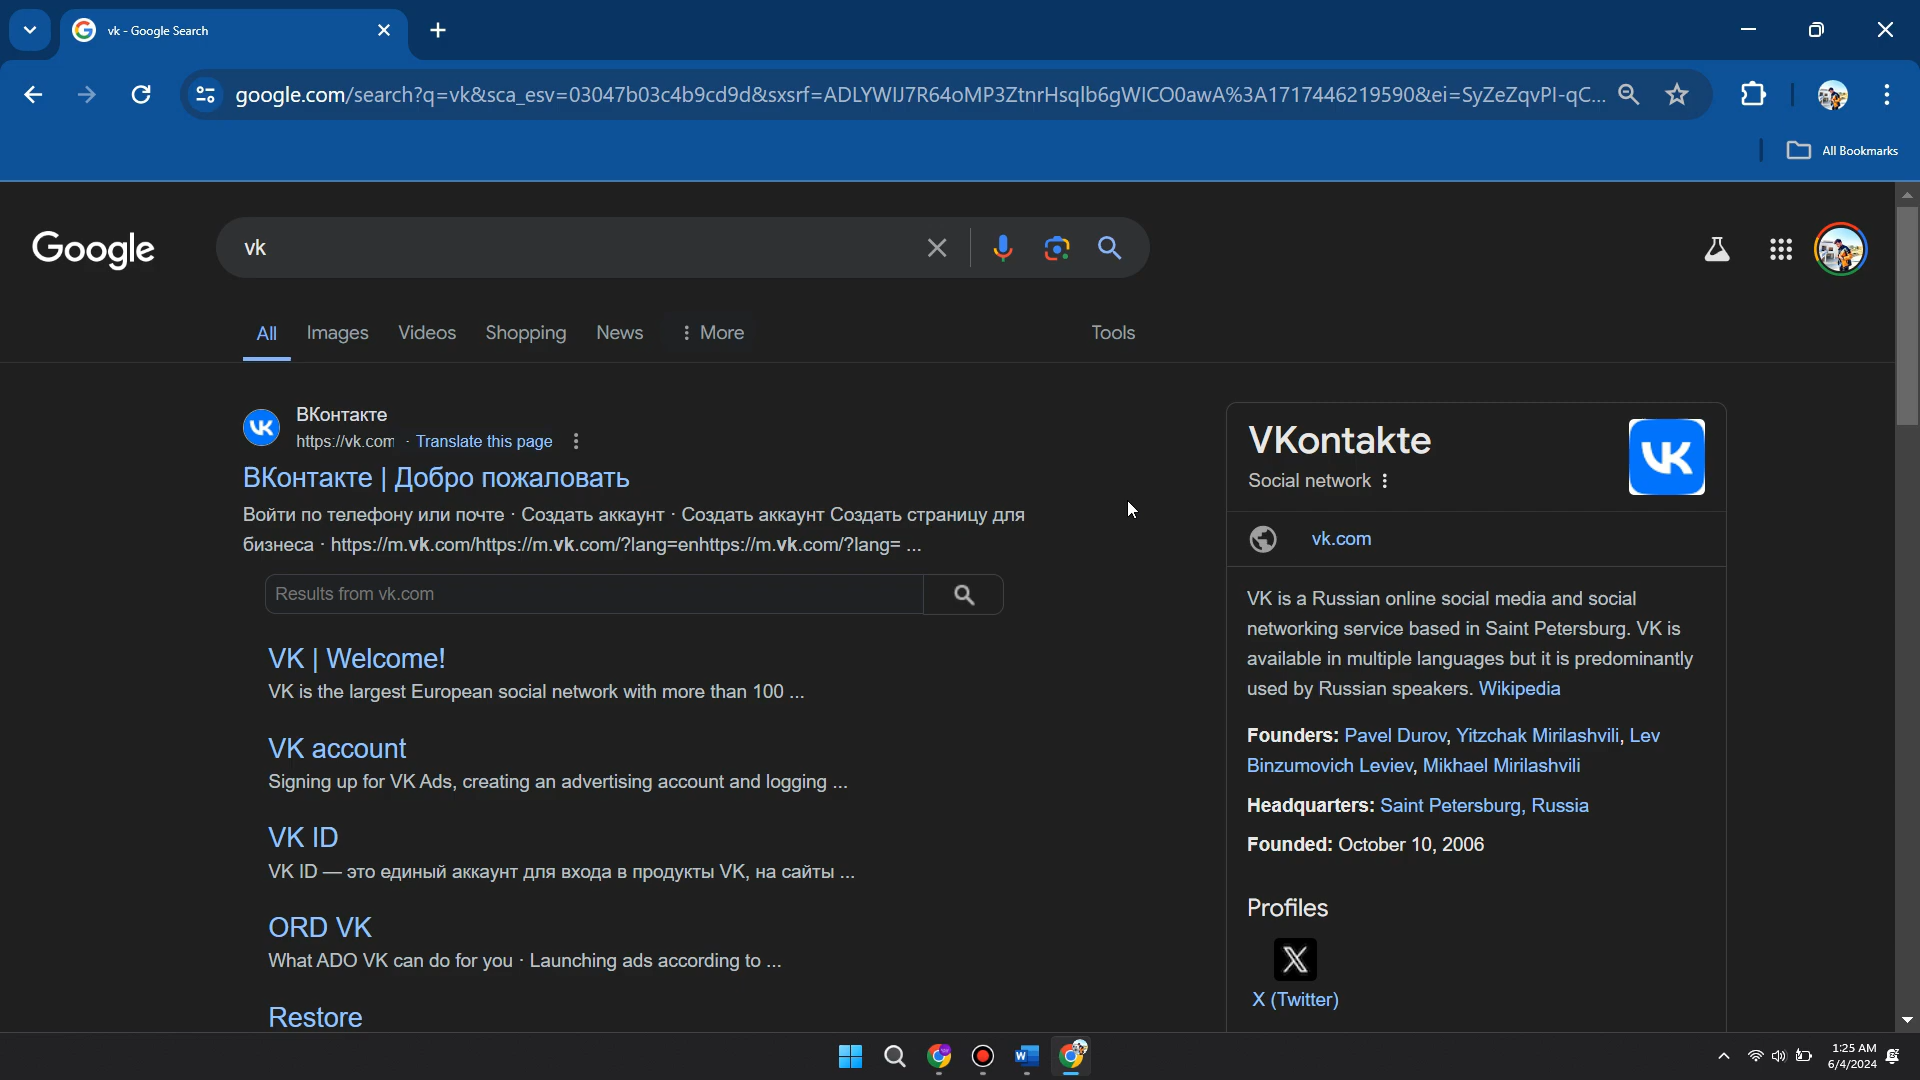 vk - Google Search
google.com/search?q=vk&sca_esv=03047b03c4b9cd9d&sxsrf=ADLYWIJ7R64oMP3ZtnrHsqlb6gWICO0awA%3A1717446219590&ei=SyZeZqvPI-qC...
All Bookmarks
Google
vk
All
Images
Videos
Shopping
News
More
Tools
ВКонтакте
https://vk.com · Translate this page
ВКонтакте | Добро пожаловать
Войти по телефону или почте · Создать аккаунт · Создать аккаунт Создать страницу для
бизнеса · https://m.vk.com/https://m.vk.com/?lang=enhttps://m.vk.com/?lang= ...
Results from vk.com
VK | Welcome!
VK is the largest European social network with more than 100 ...
VK account
Signing up for VK Ads, creating an advertising account and logging ...
VK ID
VK ID — это единый аккаунт для входа в продукты VK, на сайты ...
ORD VK
What ADO VK can do for you · Launching ads according to ...
Restore
VKontakte
Social network
VK
vk.com
VK is a Russian online social media and social
networking service based in Saint Petersburg. VK is
available in multiple languages but it is predominantly
used by Russian speakers. Wikipedia
Founders: Pavel Durov, Yitzchak Mirilashvili, Lev
Binzumovich Leviev, Mikhael Mirilashvili
Headquarters: Saint Petersburg, Russia
Founded: October 10, 2006
Profiles
X (Twitter)
1:25 AM
6/4/2024